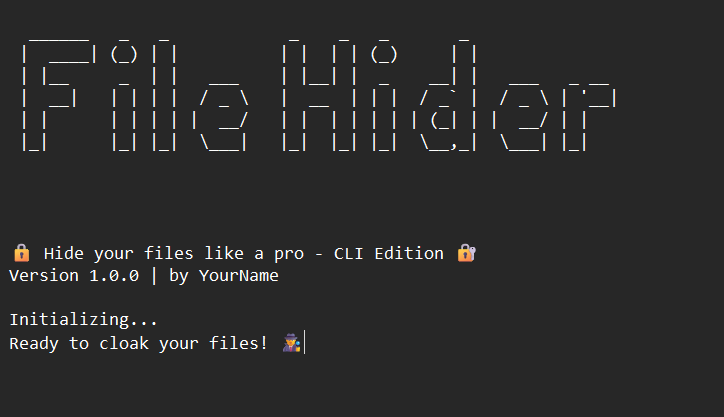 File Hider
🔒 Hide your files like a pro - CLI Edition 🔐
Version 1.0.0 | by YourName
Initializing...
Ready to cloak your files! 🕵️